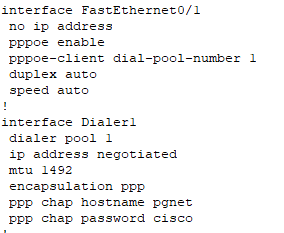 interface FastEthernet0/1
 no ip address
 pppoe enable
 pppoe-client dial-pool-number 1
 duplex auto
 speed auto
!
interface Dialer1
 dialer pool 1
 ip address negotiated
 mtu 1492
 encapsulation ppp
 ppp chap hostname pgnet
 ppp chap password cisco